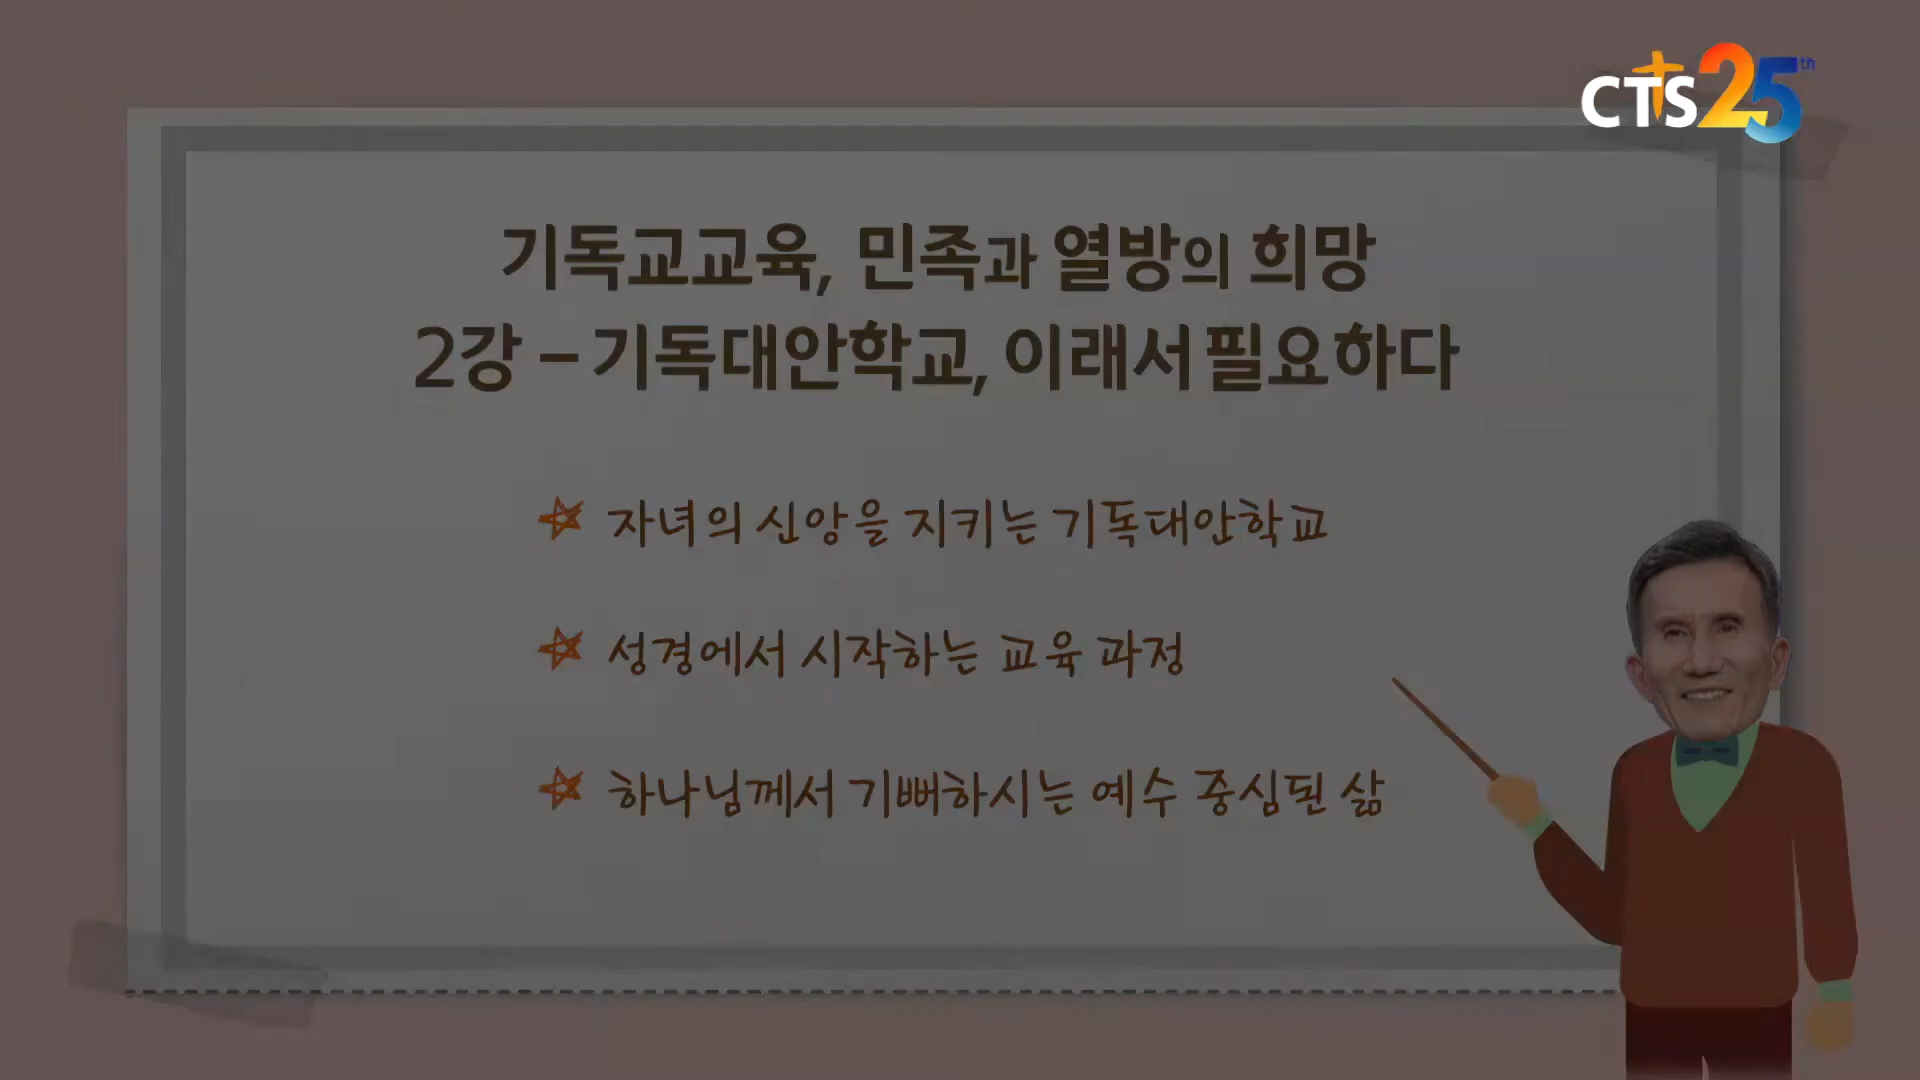 CTS25th
기독교교육, 민족과 열방의 희망
2강 – 기독대안학교, 이래서 필요하다
자녀의 신앙을 지키는 기독대안학교
성경에서 시작하는 교육 과정
하나님께서 기뻐하시는 예수 중심된 삶